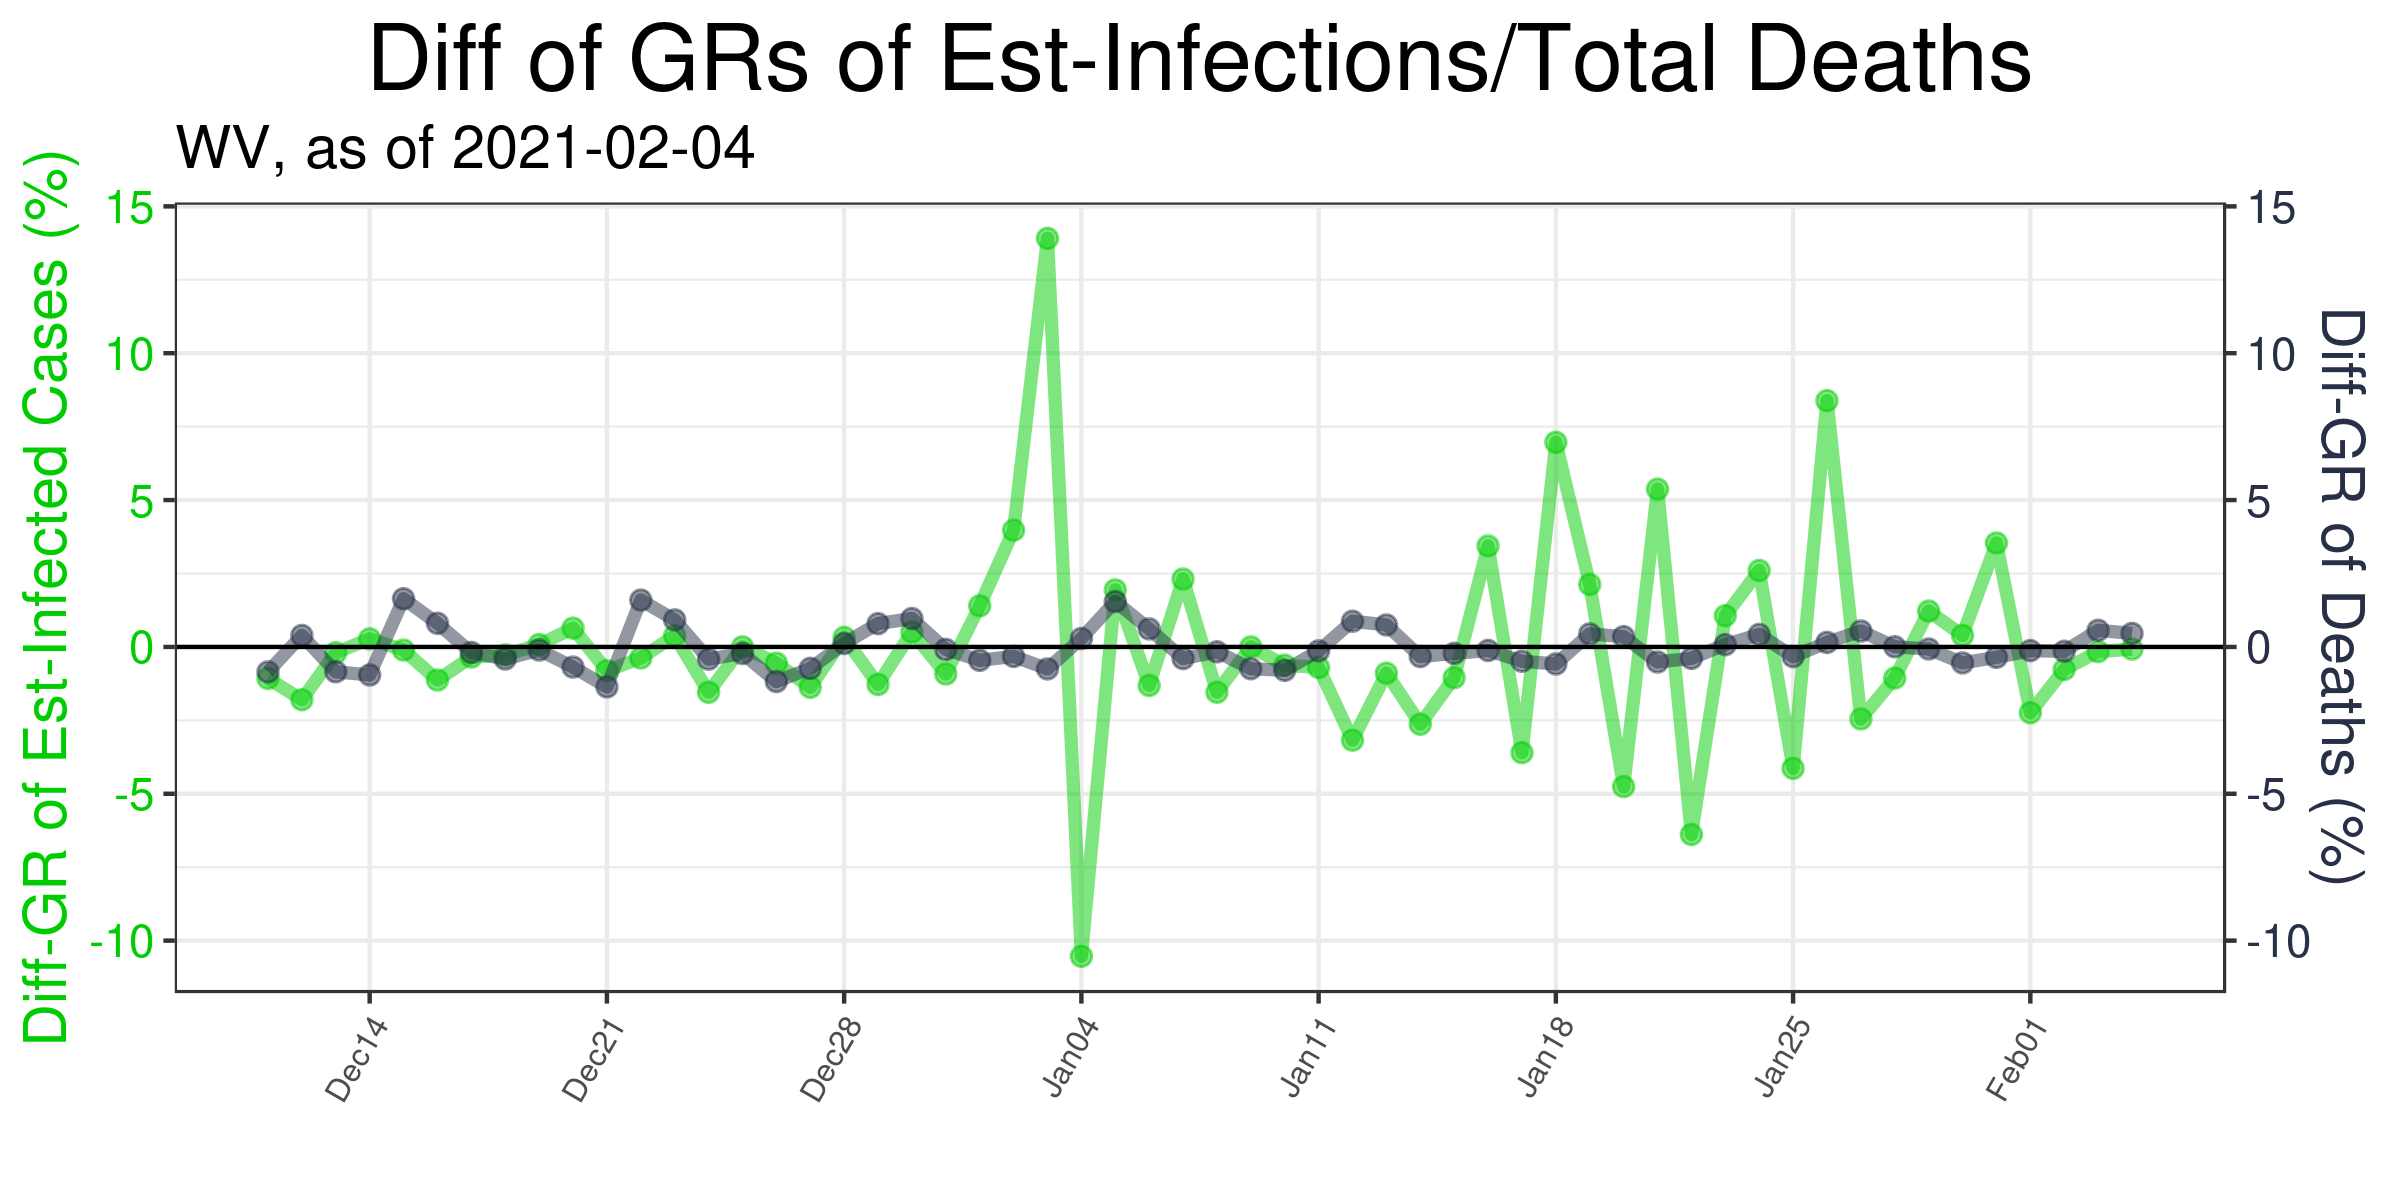 Diff of GRs of Est-Infections/Total Deaths
WV, as of 2021-02-04
Diff-GR of Est-Infected Cases (%)
15
10
5
0
-5
-10
15
10
5
0
-5
-10
Diff-GR of Deaths (%)
Dec14
Dec21
Dec28
Jan04
Jan11
Jan18
Jan25
Feb01